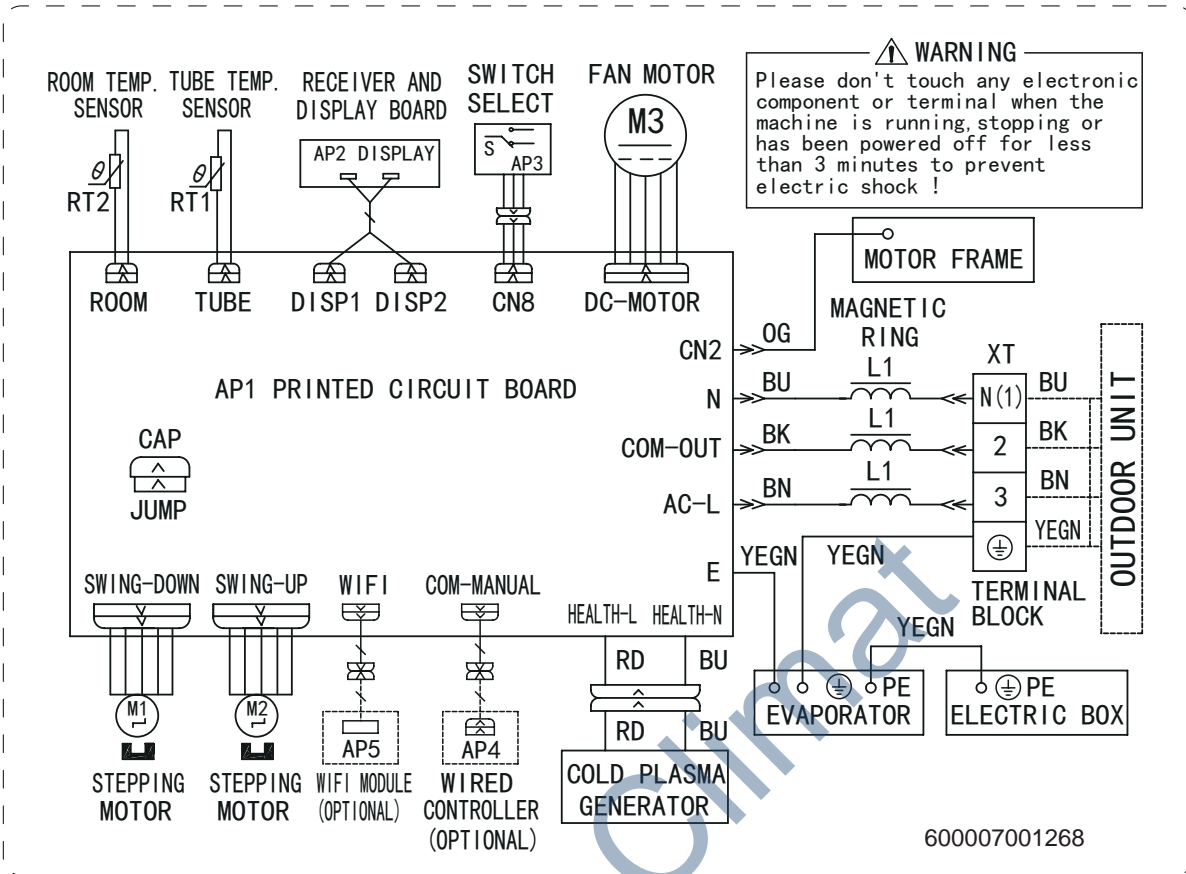 WARNING
Please don't touch any electronic
component or terminal when the
machine is running, stopping or
has been powered off for less
than 3 minutes to prevent
electric shock !
ROOM TEMP.
SENSOR
TUBE TEMP.
SENSOR
RECEIVER AND
DISPLAY BOARD
SWITCH
SELECT
FAN MOTOR
AP2 DISPLAY
S
AP3
M3
θ
RT2
θ
RT1
MOTOR FRAME
ROOM
TUBE
DISP1
DISP2
CN8
DC-MOTOR
MAGNETIC
RING
CN2
OG
XT
AP1 PRINTED CIRCUIT BOARD
N
BU
L1
N(1)
BU
COM-OUT
BK
L1
2
BK
AC-L
BN
L1
3
BN
YEGN
OUTDOOR UNIT
CAP
JUMP
E
YEGN
YEGN
TERMINAL
BLOCK
YEGN
SWING-DOWN
SWING-UP
WIFI
COM-MANUAL
HEALTH-L
HEALTH-N
RD
BU
RD
BU
PE
EVAPORATOR
PE
ELECTRIC BOX
M1
M2
AP5
AP4
STEPPING
MOTOR
STEPPING
MOTOR
WIFI MODULE
(OPTIONAL)
WIRED
CONTROLLER
(OPTIONAL)
COLD PLASMA
GENERATOR
Climat
600007001268